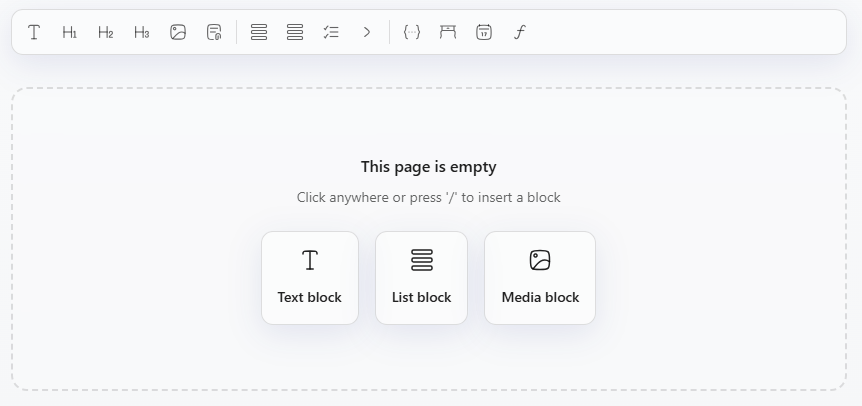 H1 H2 H3
This page is empty
Click anywhere or press '/' to insert a block
Text block
List block
Media block